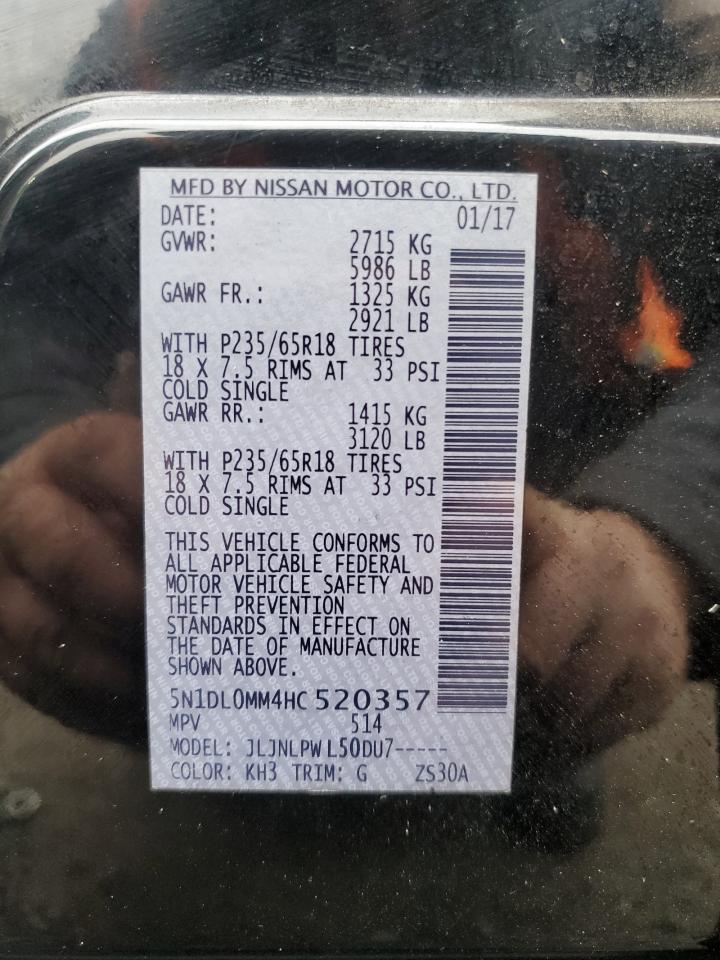 MFD BY NISSAN MOTOR CO., LTD.
DATE: 01/17
GVWR: 2715 KG
5986 LB
GAWR FR.: 1325 KG
2921 LB
WITH P235/65R18 TIRES
18 X 7.5 RIMS AT 33 PSI
COLD SINGLE
GAWR RR.: 1415 KG
3120 LB
WITH P235/65R18 TIRES
18 X 7.5 RIMS AT 33 PSI
COLD SINGLE
THIS VEHICLE CONFORMS TO
ALL APPLICABLE FEDERAL
MOTOR VEHICLE SAFETY AND
THEFT PREVENTION
STANDARDS IN EFFECT ON
THE DATE OF MANUFACTURE
SHOWN ABOVE.
5N1DL0MM4HC 520357
MPV 514
MODEL: JLJNLPW L50DU7-----
COLOR: KH3 TRIM: G ZS30A